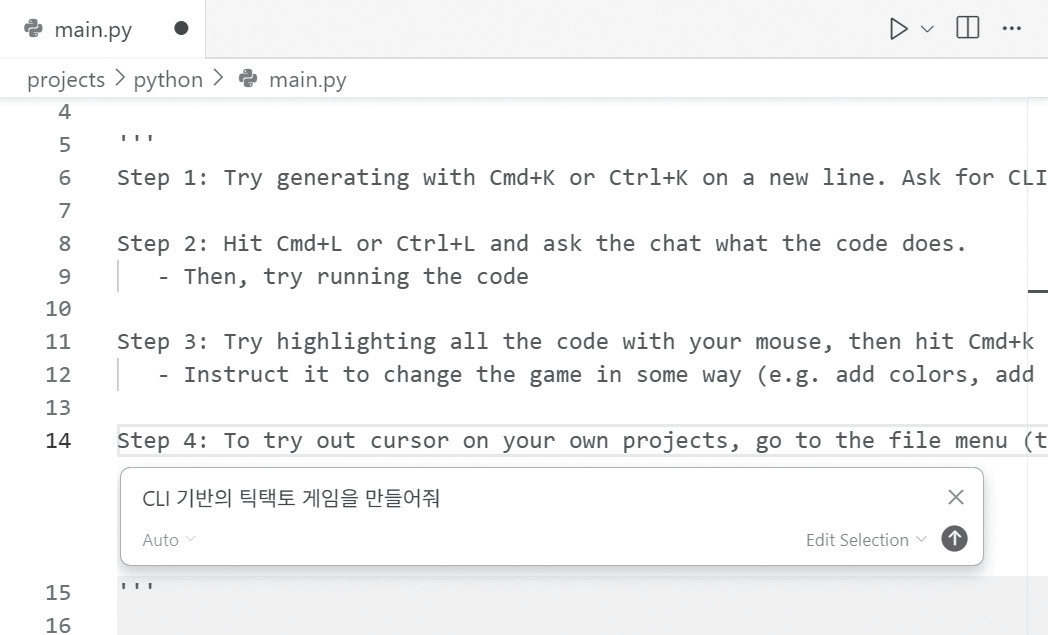 main.py
projects > python > main.py
4
5 '''
6 Step 1: Try generating with Cmd+K or Ctrl+K on a new line. Ask for CLI
7
8 Step 2: Hit Cmd+L or Ctrl+L and ask the chat what the code does.
9 - Then, try running the code
10
11 Step 3: Try highlighting all the code with your mouse, then hit Cmd+k
12 - Instruct it to change the game in some way (e.g. add colors, add
13
14 Step 4: To try out cursor on your own projects, go to the file menu (t
CLI 기반의 틱택토 게임을 만들어줘
Auto Edit Selection
15 '''
16